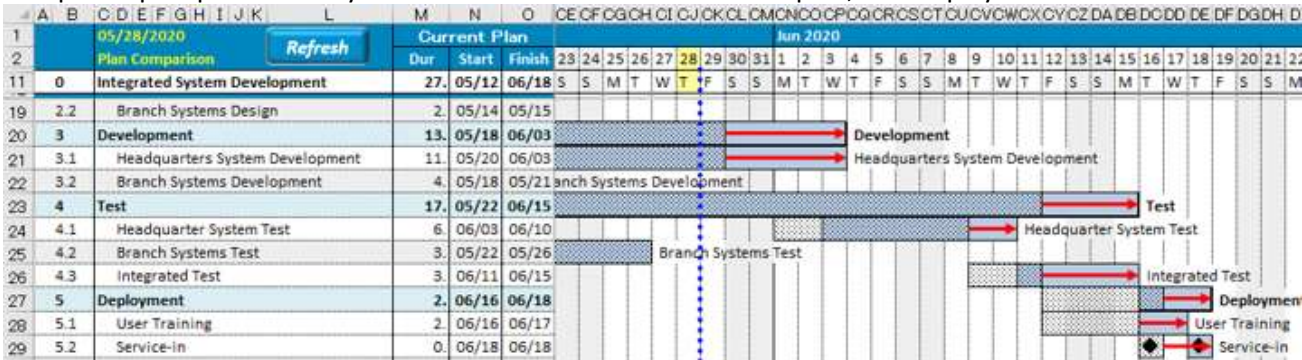 A B C D E F G H I J K L M N O CE CF CG CH CI CJ CK CL CM CN CO CP CQ CR CS CT CU CV CW CX CY CZ DA DB DC DD DE DF DG DH
1 05/28/2020 Refresh Current Plan Jun 2020
2 Plan Comparison Dur Start Finish 23 24 25 26 27 28 29 30 31 1 2 3 4 5 6 7 8 9 10 11 12 13 14 15 16 17 18 19 20 21 22
11 0 Integrated System Development 27. 05/12 06/18 S S M T W T F S S M T W T F S S M T W T F S S M T W T F S S M
19 2.2 Branch Systems Design 2. 05/14 05/15
20 3 Development 13. 05/18 06/03 Development
21 3.1 Headquarters System Development 11. 05/20 06/03 Headquarters System Development
22 3.2 Branch Systems Development 4. 05/18 05/21 anch Systems Development
23 4 Test 17. 05/22 06/15 Test
24 4.1 Headquarter System Test 6. 06/03 06/10 Headquarter System Test
25 4.2 Branch Systems Test 3. 05/22 05/26 Branch Systems Test
26 4.3 Integrated Test 3. 06/11 06/15 Integrated Test
27 5 Deployment 2. 06/16 06/18 Deploymen
28 5.1 User Training 2. 06/16 06/17 User Training
29 5.2 Service-in 0. 06/18 06/18 Service-in